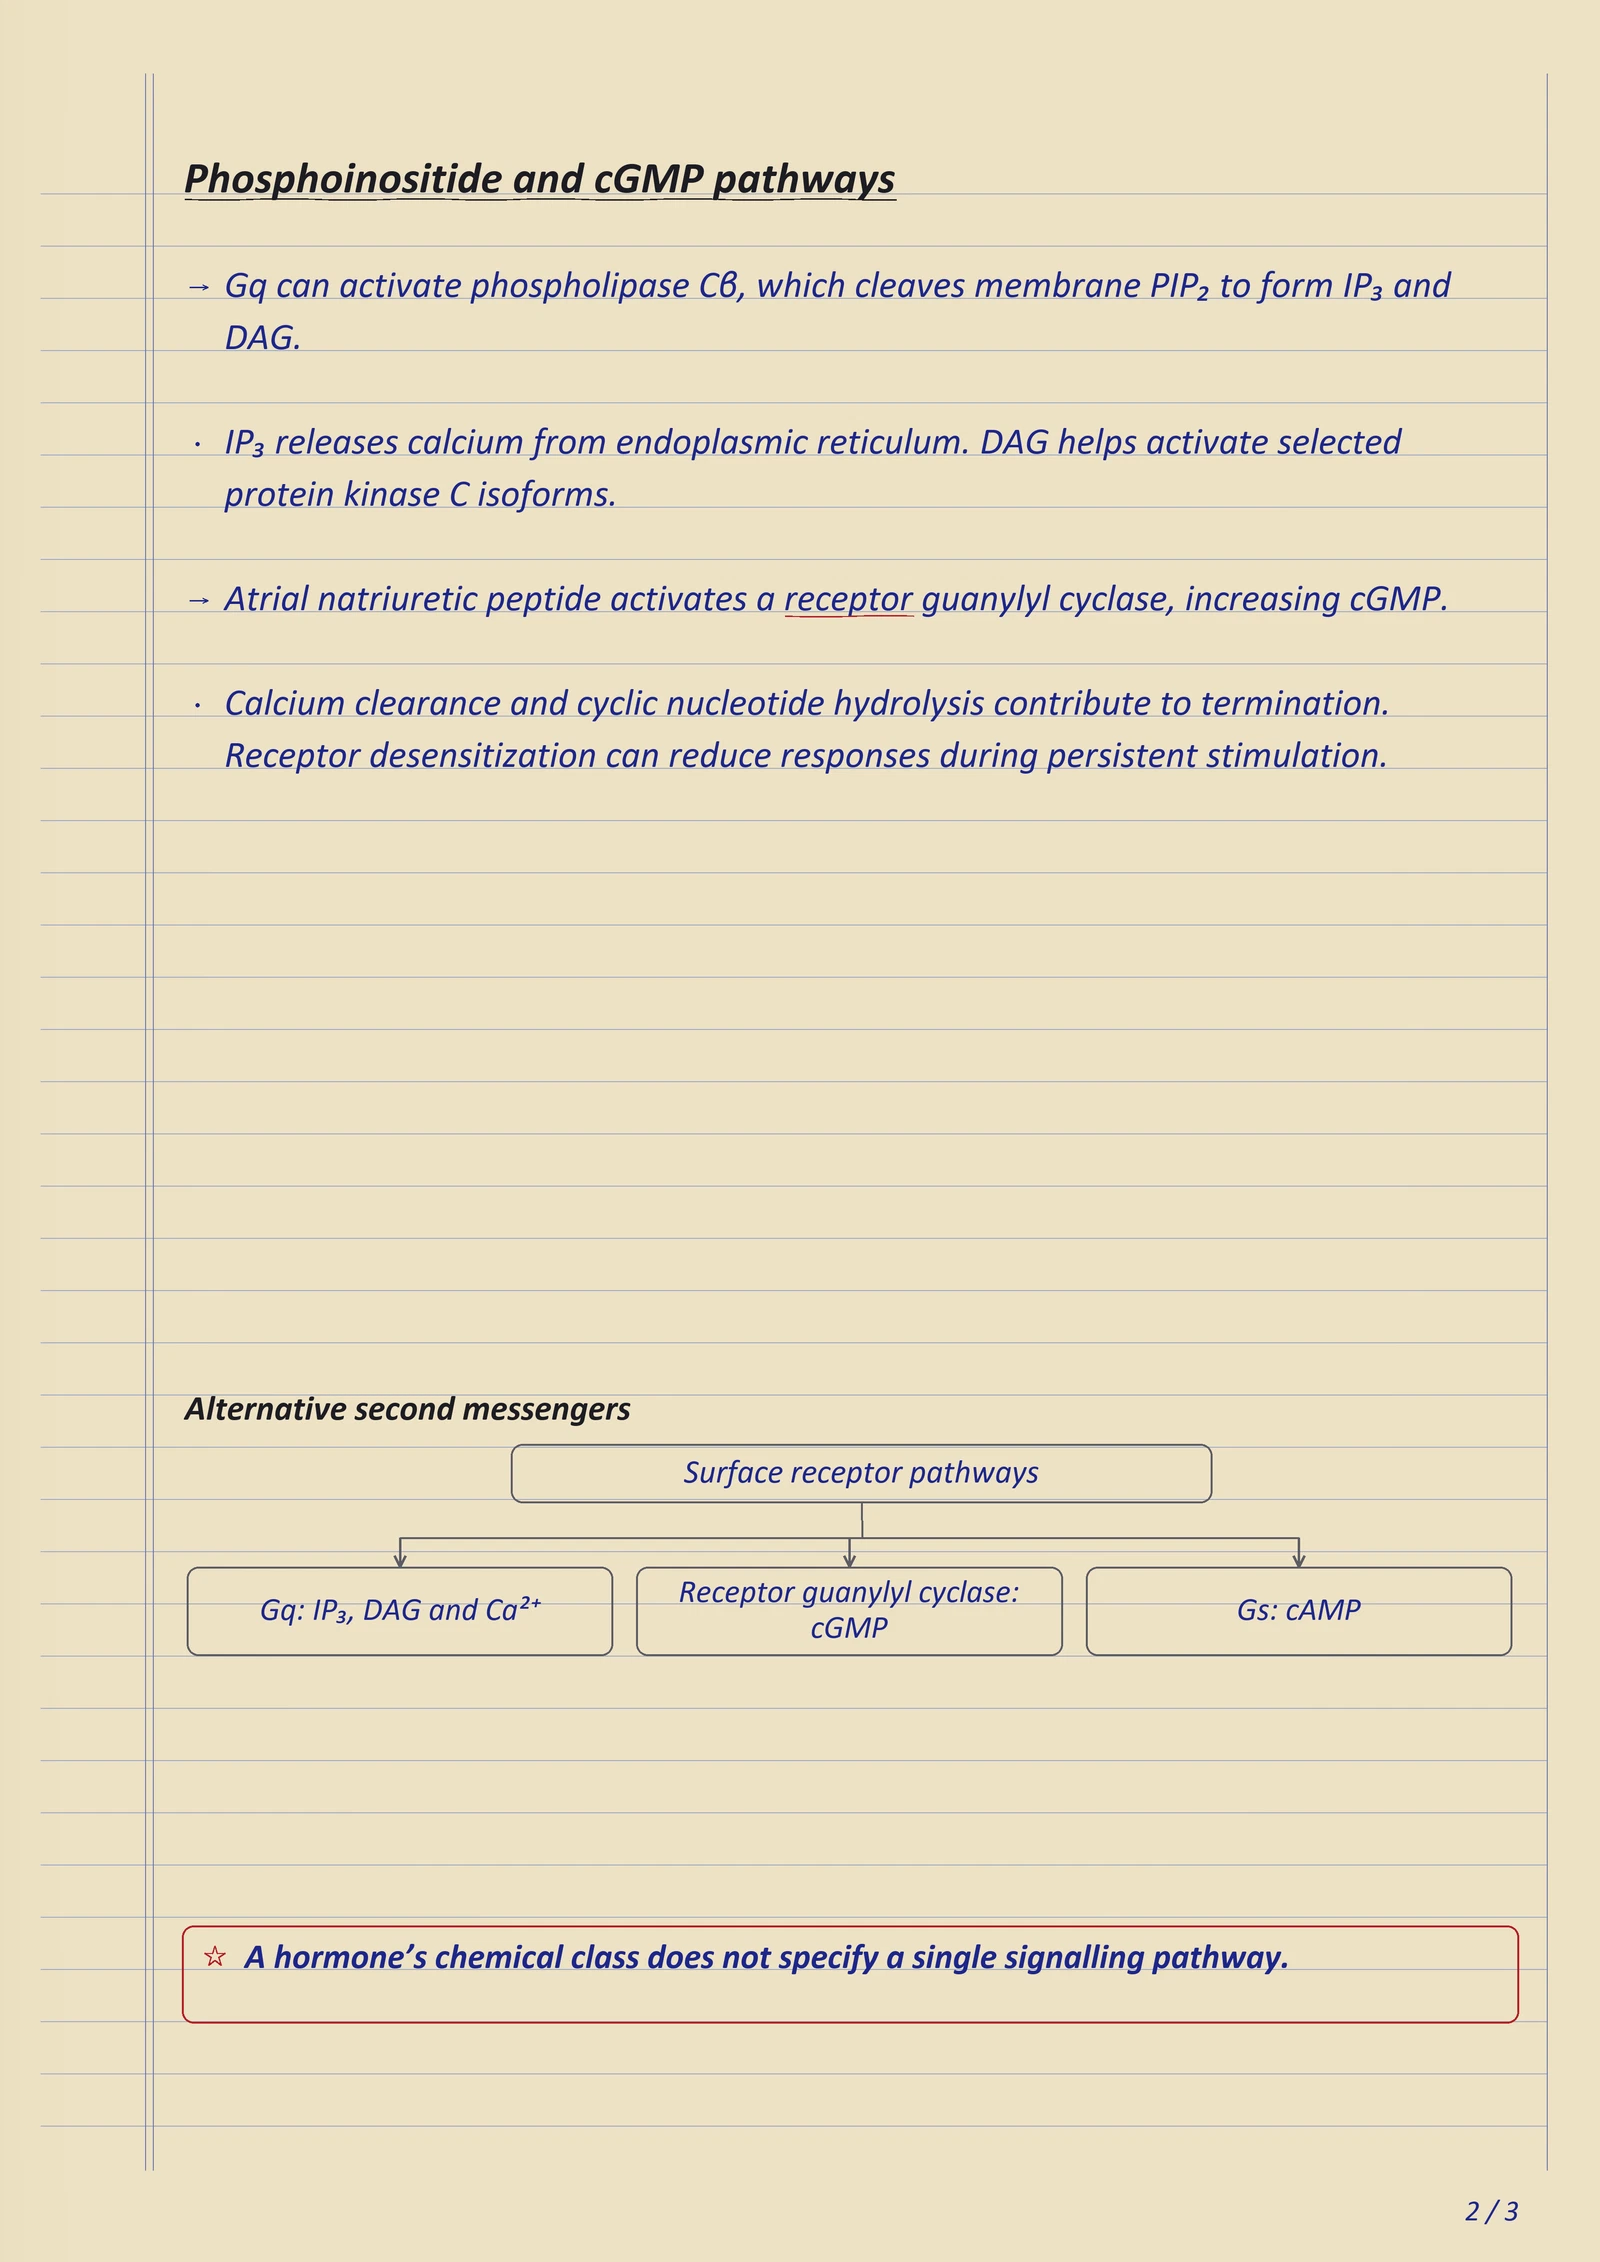 Phosphoinositide and cGMP pathways
→ Gq can activate phospholipase Cβ, which cleaves membrane PIP₂ to form IP₃ and
DAG.
· IP₃ releases calcium from endoplasmic reticulum. DAG helps activate selected
protein kinase C isoforms.
→ Atrial natriuretic peptide activates a receptor guanylyl cyclase, increasing cGMP.
· Calcium clearance and cyclic nucleotide hydrolysis contribute to termination.
Receptor desensitization can reduce responses during persistent stimulation.
Alternative second messengers
Surface receptor pathways
Gq: IP₃, DAG and Ca²⁺
Receptor guanylyl cyclase:
cGMP
Gs: cAMP
☆ A hormone’s chemical class does not specify a single signalling pathway.
2 / 3